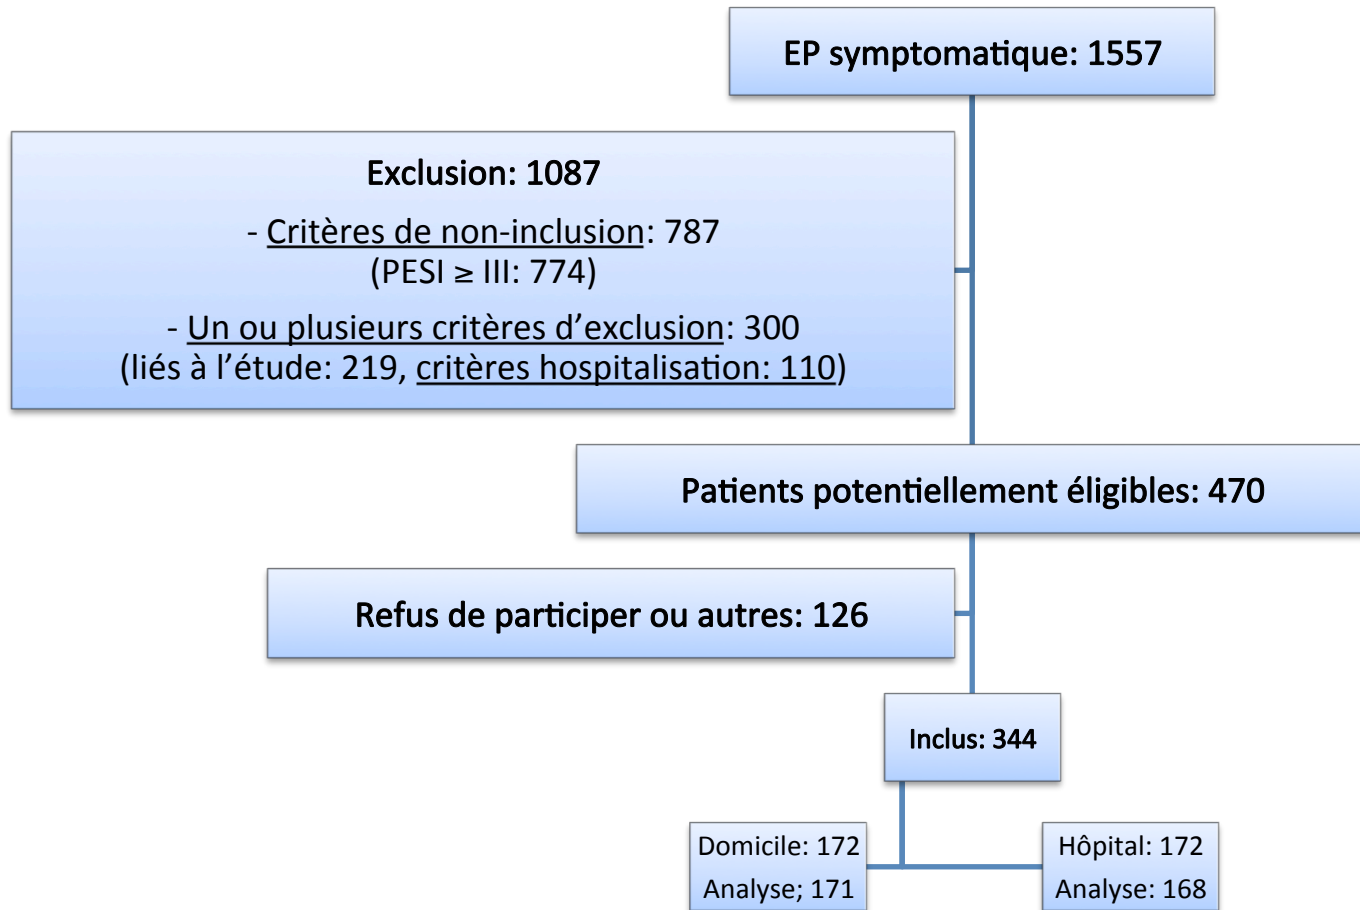 EP symptomatique: 1557
Exclusion: 1087
- Critères de non-inclusion: 787
(PESI ≥ III: 774)
- Un ou plusieurs critères d’exclusion: 300
(liés à l’étude: 219, critères hospitalisation: 110)
Patients potentiellement éligibles: 470
Refus de participer ou autres: 126
Inclus: 344
Domicile: 172
Analyse; 171
Hôpital: 172
Analyse: 168